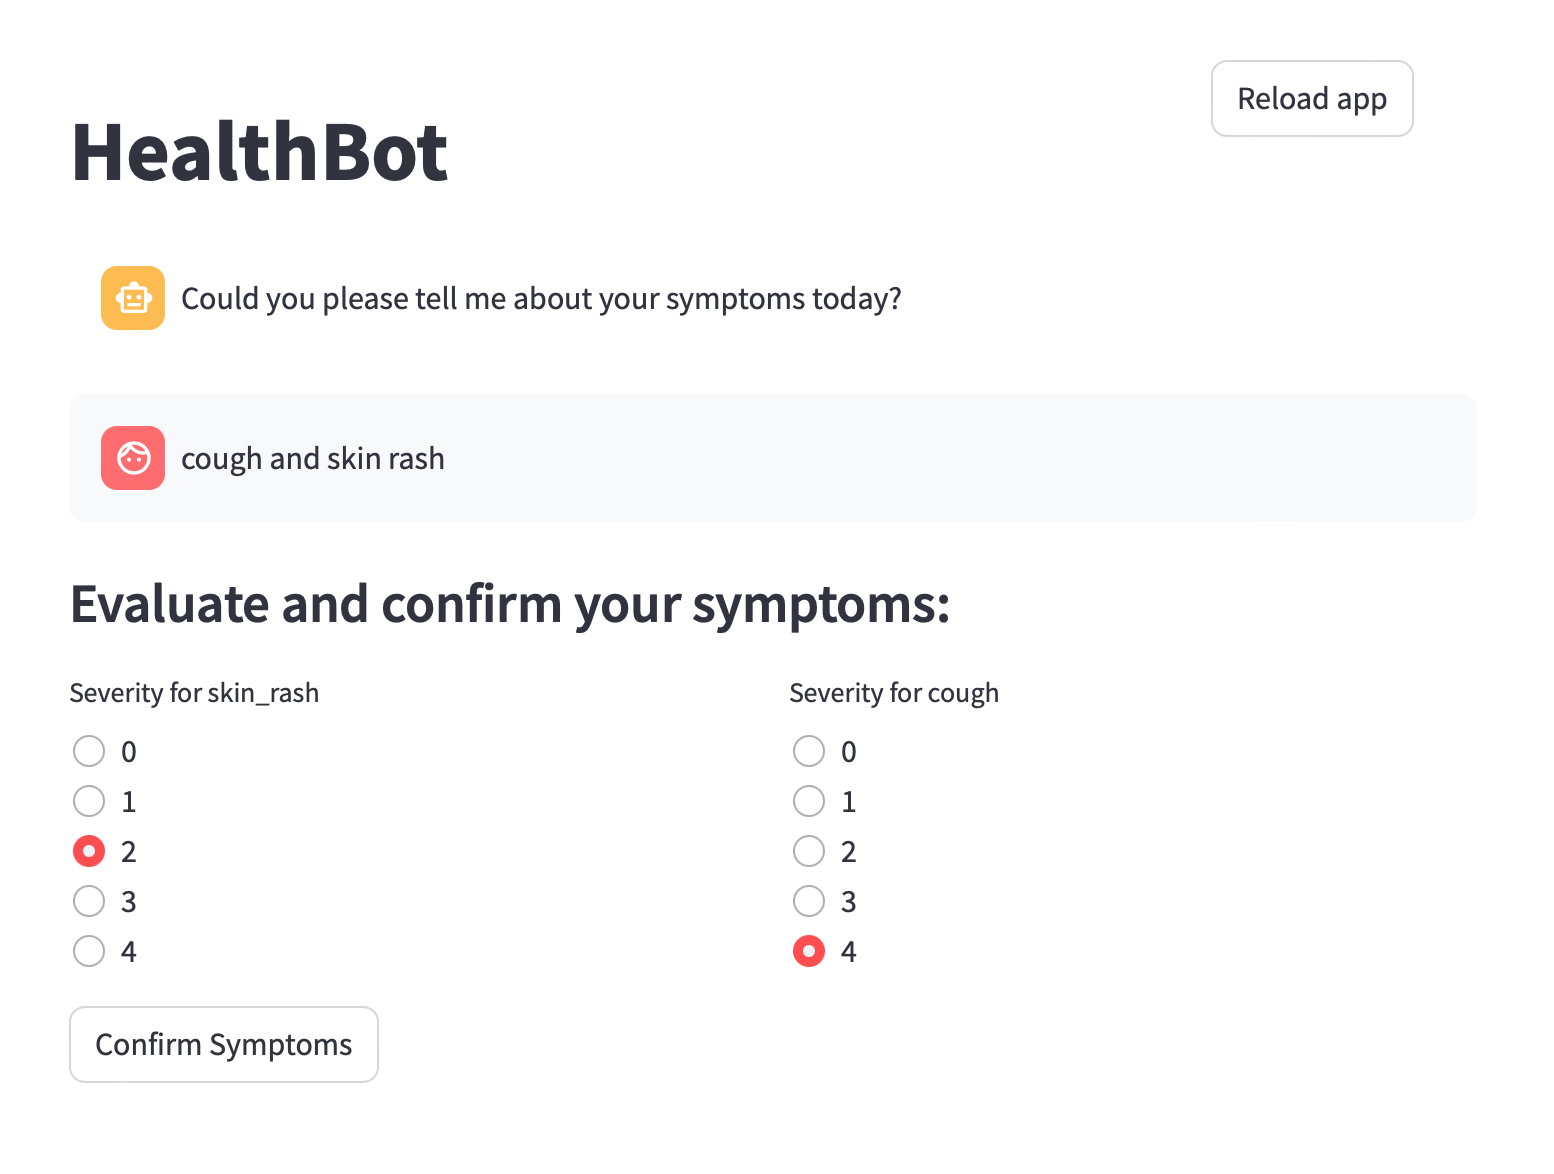 Reload app
HealthBot
Could you please tell me about your symptoms today?
cough and skin rash
Evaluate and confirm your symptoms:
Severity for skin_rash
0
1
2
3
4
Severity for cough
0
1
2
3
4
Confirm Symptoms